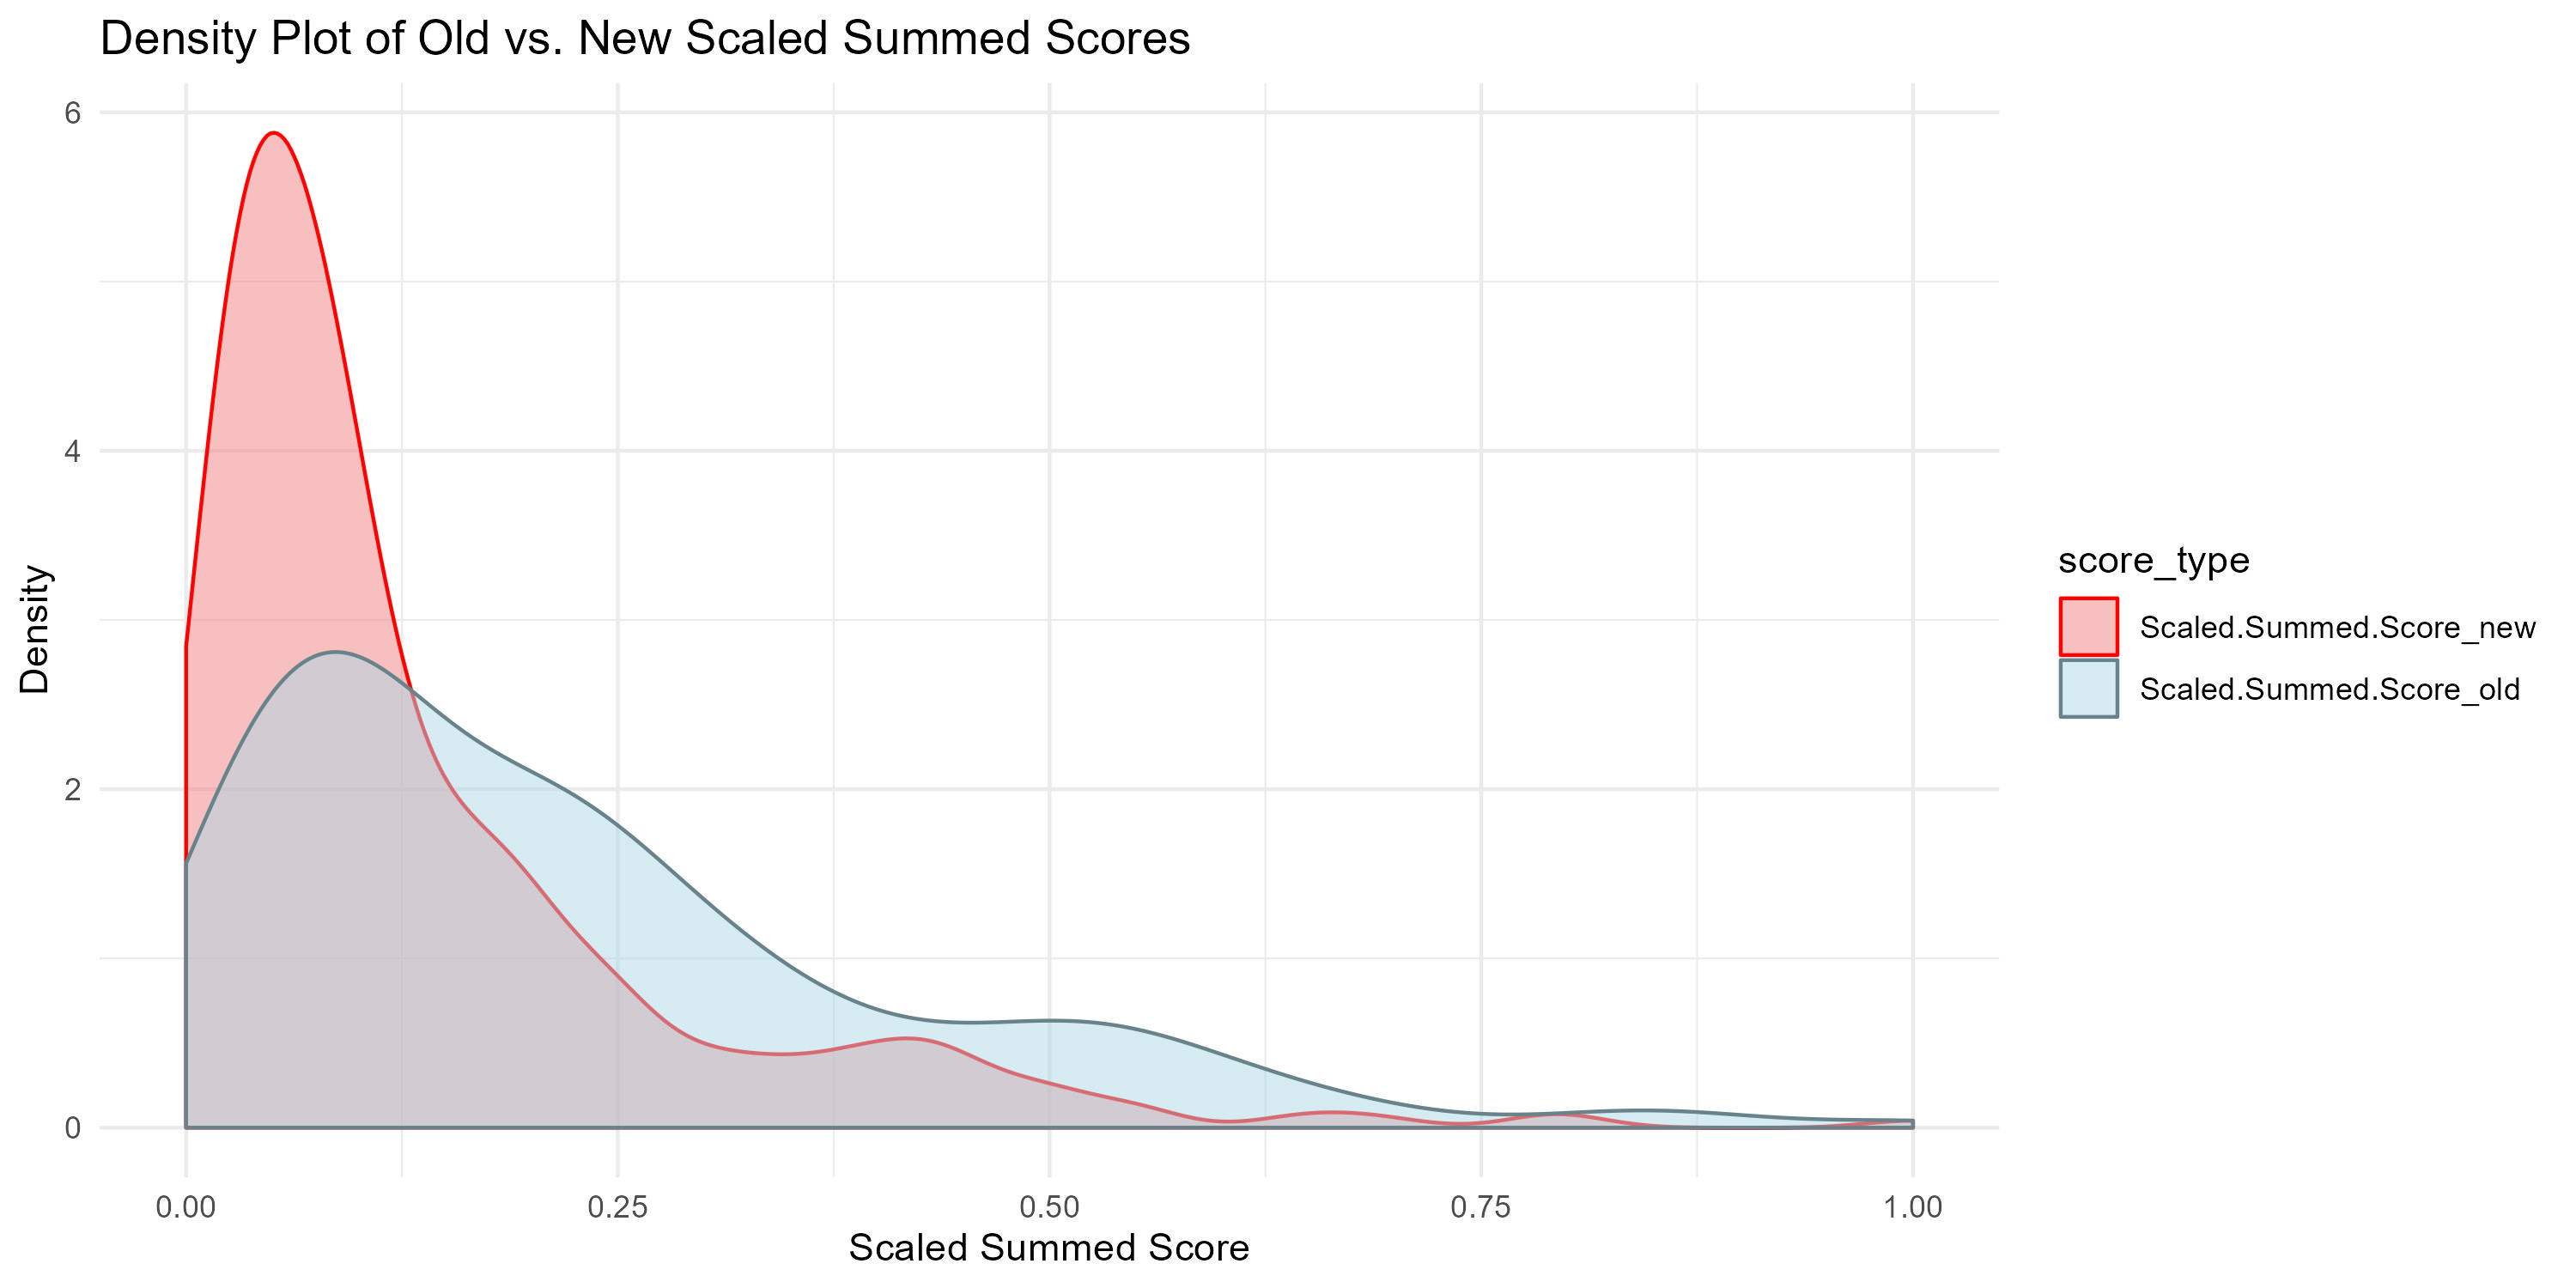 Density Plot of Old vs. New Scaled Summed Scores
6
4
2
0
Density
0.00 0.25 0.50 0.75 1.00
Scaled Summed Score
score_type
Scaled.Summed.Score_new
Scaled.Summed.Score_old